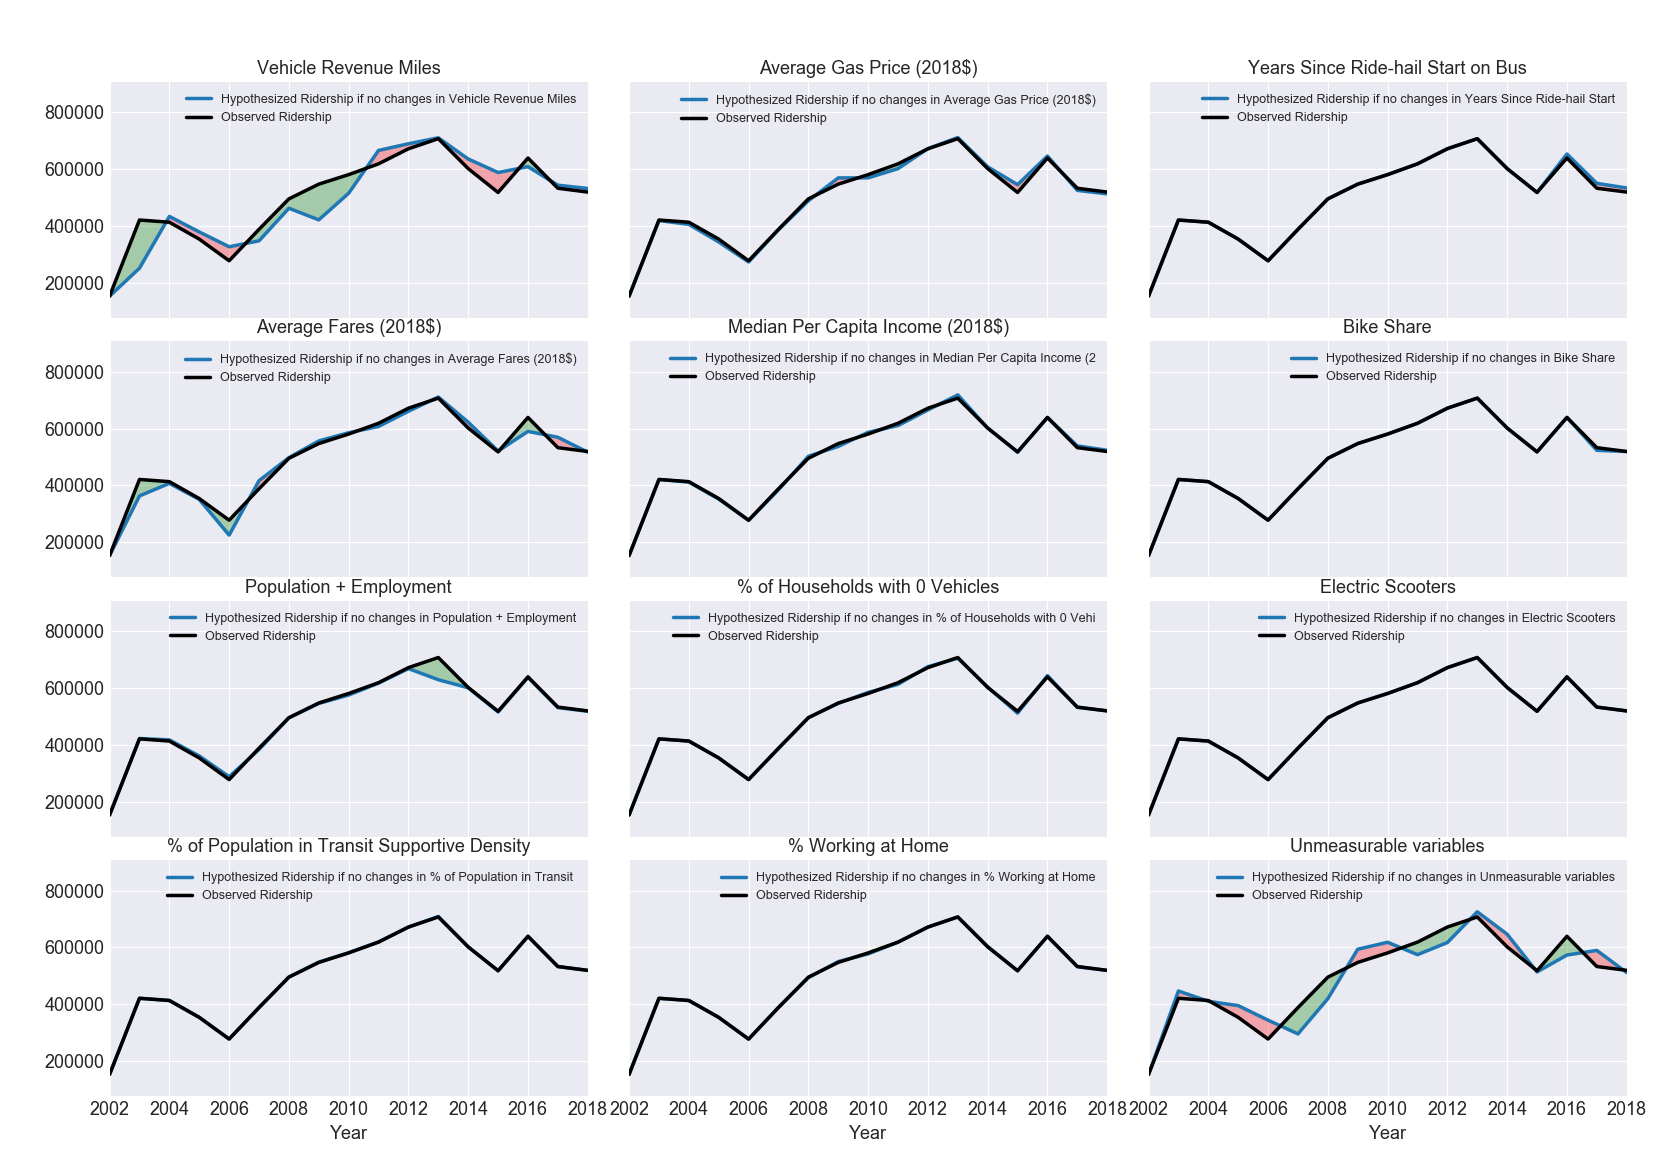 Vehicle Revenue Miles
Hypothesized Ridership if no changes in Vehicle Revenue Miles
Observed Ridership
800000
600000
400000
200000
Average Gas Price (2018$)
Hypothesized Ridership if no changes in Average Gas Price (2018$)
Observed Ridership
Years Since Ride-hail Start on Bus
Hypothesized Ridership if no changes in Years Since Ride-hail Start
Observed Ridership
Average Fares (2018$)
Hypothesized Ridership if no changes in Average Fares (2018$)
Observed Ridership
800000
600000
400000
200000
Median Per Capita Income (2018$)
Hypothesized Ridership if no changes in Median Per Capita Income (2
Observed Ridership
Bike Share
Hypothesized Ridership if no changes in Bike Share
Observed Ridership
Population + Employment
Hypothesized Ridership if no changes in Population + Employment
Observed Ridership
800000
600000
400000
200000
% of Households with 0 Vehicles
Hypothesized Ridership if no changes in % of Households with 0 Vehi
Observed Ridership
Electric Scooters
Hypothesized Ridership if no changes in Electric Scooters
Observed Ridership
% of Population in Transit Supportive Density
Hypothesized Ridership if no changes in % of Population in Transit
Observed Ridership
800000
600000
400000
200000
2002 2004 2006 2008 2010 2012 2014 2016 2018
Year
% Working at Home
Hypothesized Ridership if no changes in % Working at Home
Observed Ridership
2002 2004 2006 2008 2010 2012 2014 2016 2018
Year
Unmeasurable variables
Hypothesized Ridership if no changes in Unmeasurable variables
Observed Ridership
2002 2004 2006 2008 2010 2012 2014 2016 2018
Year